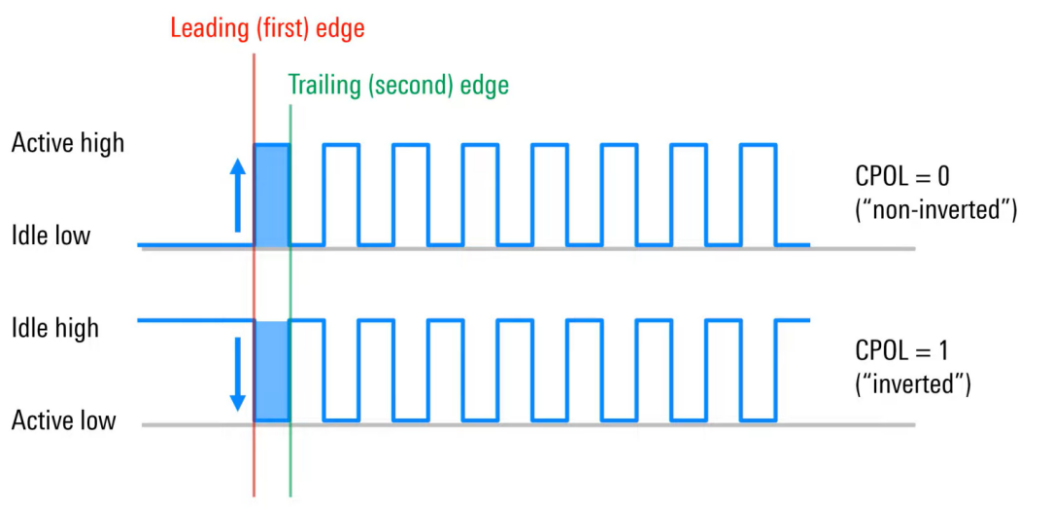 Leading (first) edge
Trailing (second) edge
Active high
CPOL = 0
(“non-inverted”)
Idle low
Idle high
CPOL = 1
(“inverted”)
Active low